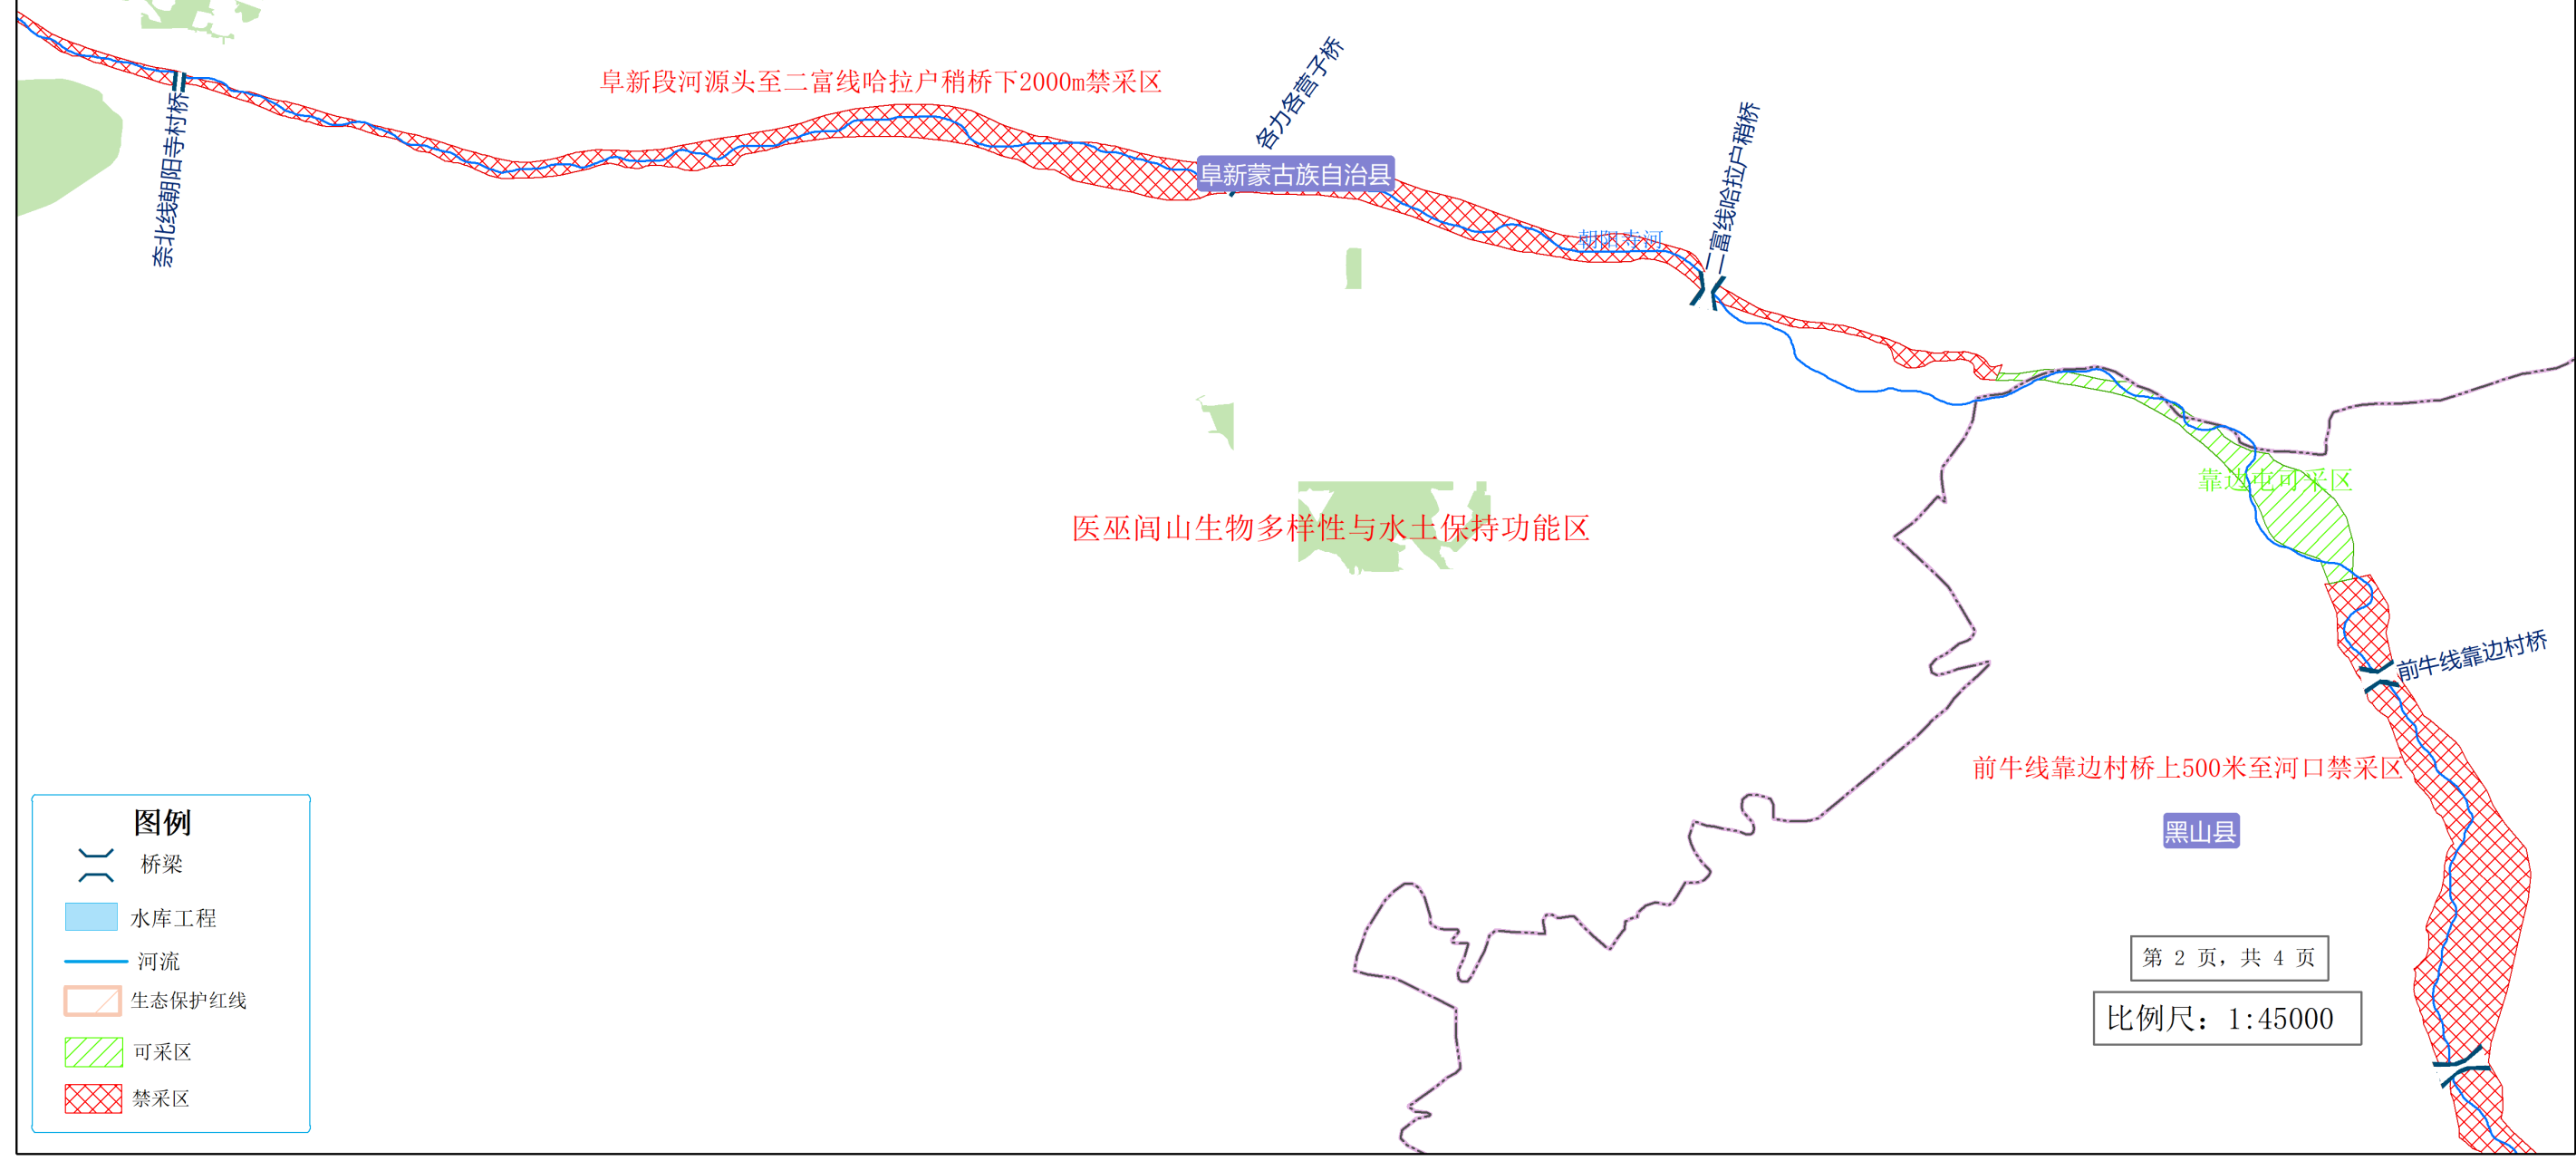 阜新段河源头至二富线哈拉户稍桥下2000m禁采区
各力各营子桥
奈北线朝阳寺村桥
阜新蒙古族自治县
二富线哈拉户稍桥
朝阳寺河
靠边屯可采区
医巫闾山生物多样性与水土保持功能区
前牛线靠边村桥
前牛线靠边村桥上500米至河口禁采区
黑山县
图例
桥梁
水库工程
河流
生态保护红线
可采区
禁采区
第 2 页，共 4 页
比例尺：1:45000